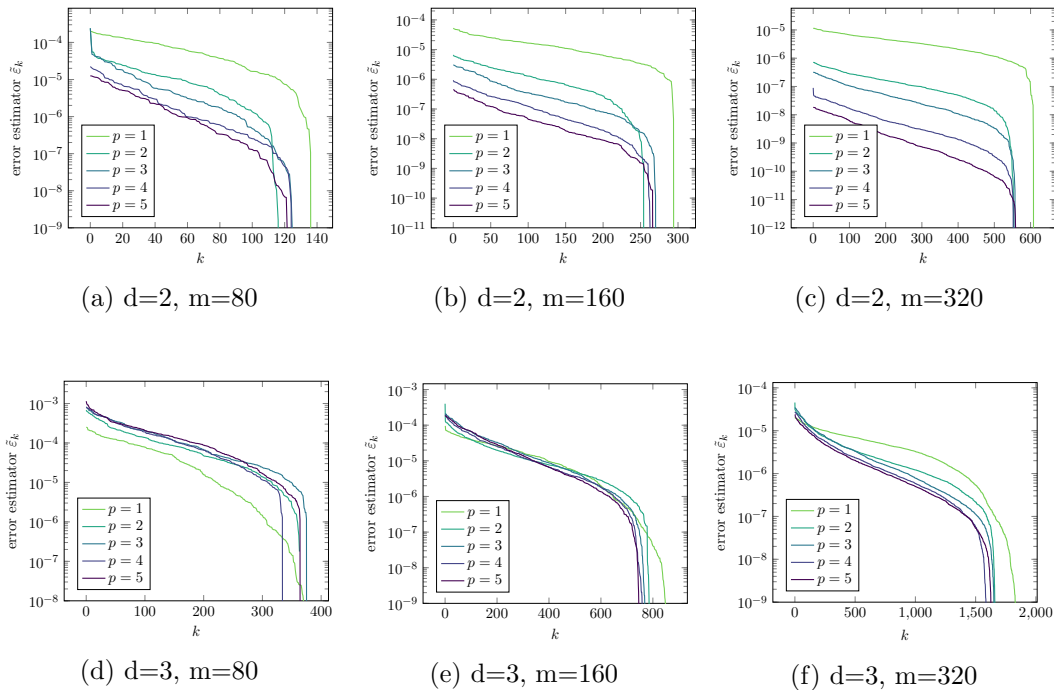 10^{-4}
10^{-5}
10^{-6}
10^{-7}
10^{-8}
10^{-9}
error estimator ε̃_k
p = 1
p = 2
p = 3
p = 4
p = 5
0 20 40 60 80 100 120 140
k
(a) d=2, m=80
10^{-4}
10^{-5}
10^{-6}
10^{-7}
10^{-8}
10^{-9}
10^{-10}
10^{-11}
error estimator ε̃_k
p = 1
p = 2
p = 3
p = 4
p = 5
0 50 100 150 200 250 300
k
(b) d=2, m=160
10^{-5}
10^{-6}
10^{-7}
10^{-8}
10^{-9}
10^{-10}
10^{-11}
10^{-12}
error estimator ε̃_k
p = 1
p = 2
p = 3
p = 4
p = 5
0 100 200 300 400 500 600
k
(c) d=2, m=320
10^{-3}
10^{-4}
10^{-5}
10^{-6}
10^{-7}
10^{-8}
error estimator ε̃_k
p = 1
p = 2
p = 3
p = 4
p = 5
0 100 200 300 400
k
(d) d=3, m=80
10^{-3}
10^{-4}
10^{-5}
10^{-6}
10^{-7}
10^{-8}
10^{-9}
error estimator ε̃_k
p = 1
p = 2
p = 3
p = 4
p = 5
0 200 400 600 800
k
(e) d=3, m=160
10^{-4}
10^{-5}
10^{-6}
10^{-7}
10^{-8}
10^{-9}
error estimator ε̃_k
p = 1
p = 2
p = 3
p = 4
p = 5
0 500 1,000 1,500 2,000
k
(f) d=3, m=320